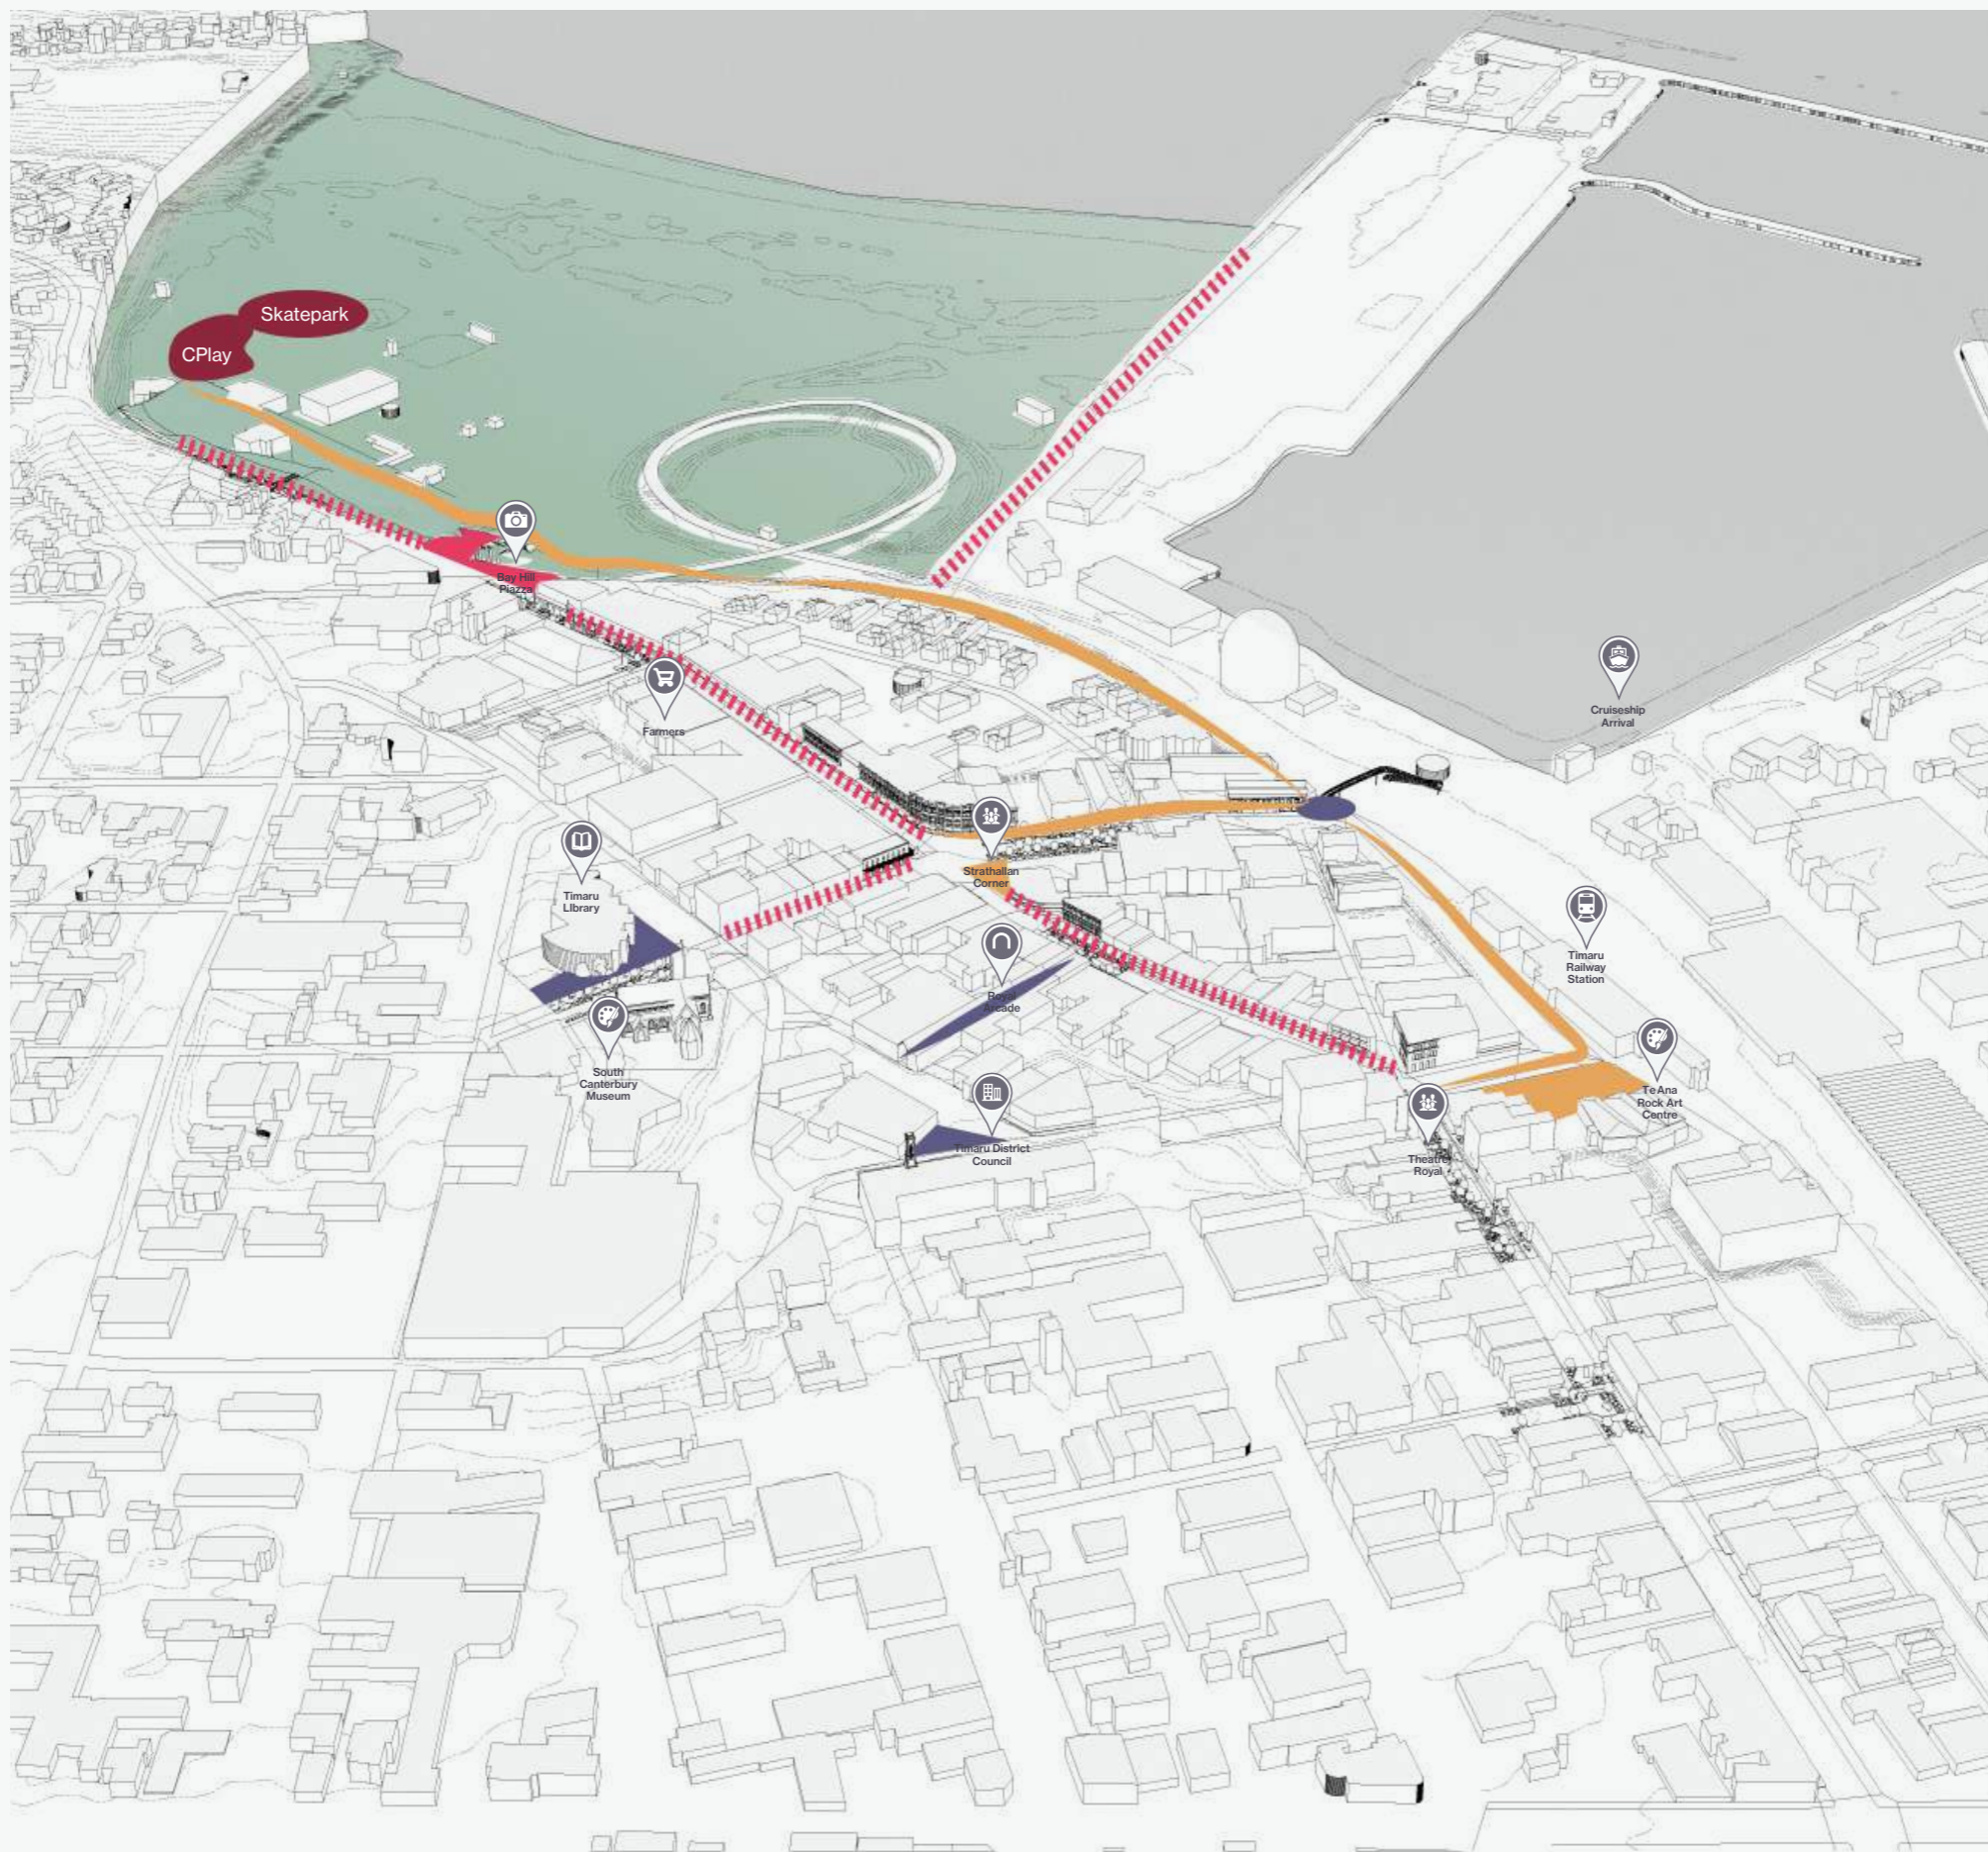 Skatepark
CPlay
Bay Hill
Piazza
Farmers
Cruiseship
Arrival
Strathallan
Corner
Timaru
LIbrary
Timaru
Railway
Station
Royal
Arcade
South
Canterbury
Museum
Te Ana
Rock Art
Centre
Timaru District
Council
Theatre
Royal